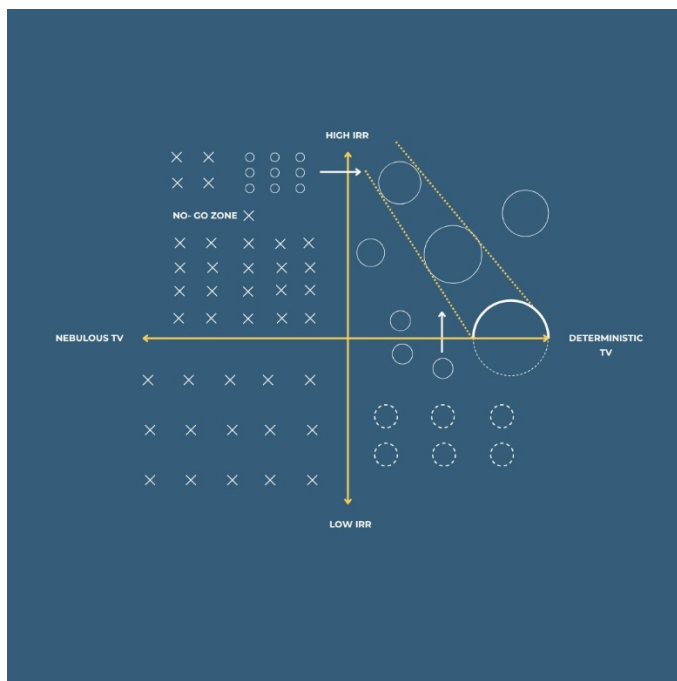 HIGH IRR
NO- GO ZONE
NEBULOUS TV
DETERMINISTIC
TV
LOW IRR